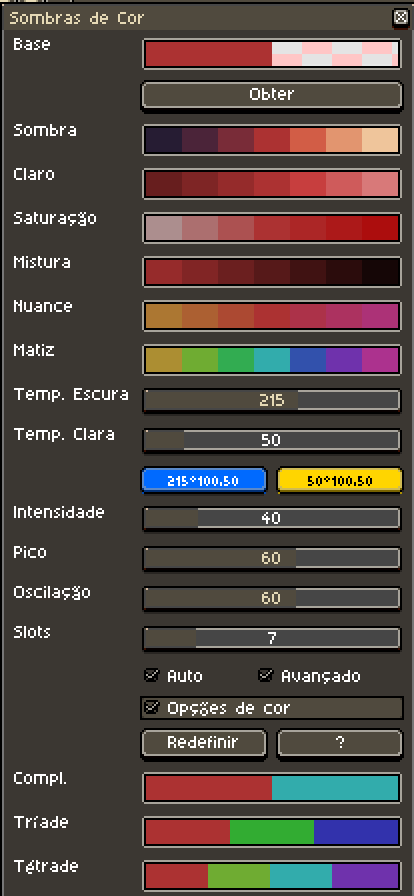 Sombras de Cor
Base
Obter
Sombra
Claro
Saturação
Mistura
Nuance
Matiz
Temp. Escura 215
Temp. Clara 50
215°100,50 50°100,50
Intensidade 40
Pico 60
Oscilação 60
Slots 7
Auto Avançado
Opções de cor
Redefinir ?
Compl.
Tríade
Tétrade